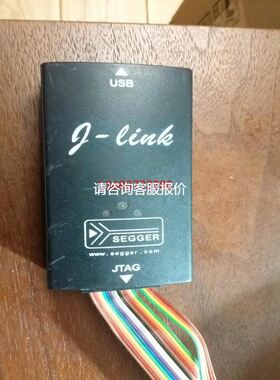 USB
J-link
请咨询客服报价
SEGGER
www.segger.com
JTAG